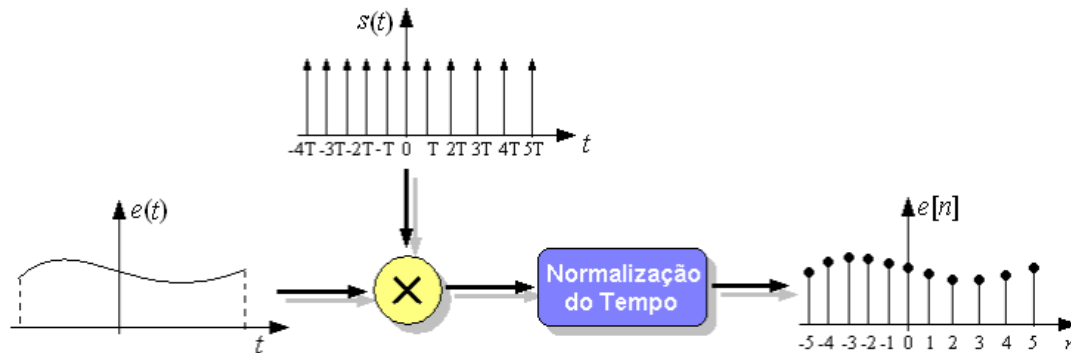 s(t)
-4T -3T -2T -T 0 T 2T 3T 4T 5T t
e(t)
t
×
Normalização
do Tempo
e[n]
-5 -4 -3 -2 -1 0 1 2 3 4 5 n